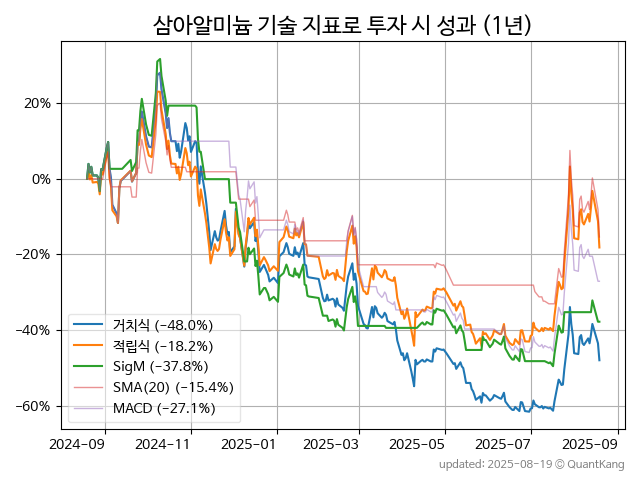 삼아알미늄 기술 지표로 투자 시 성과 (1년)
20%
0%
−20%
−40%
−60%
거치식 (−48.0%)
적립식 (−18.2%)
SigM (−37.8%)
SMA(20) (−15.4%)
MACD (−27.1%)
2024-09 2024-11 2025-01 2025-03 2025-05 2025-07 2025-09
updated: 2025-08-19 © QuantKang